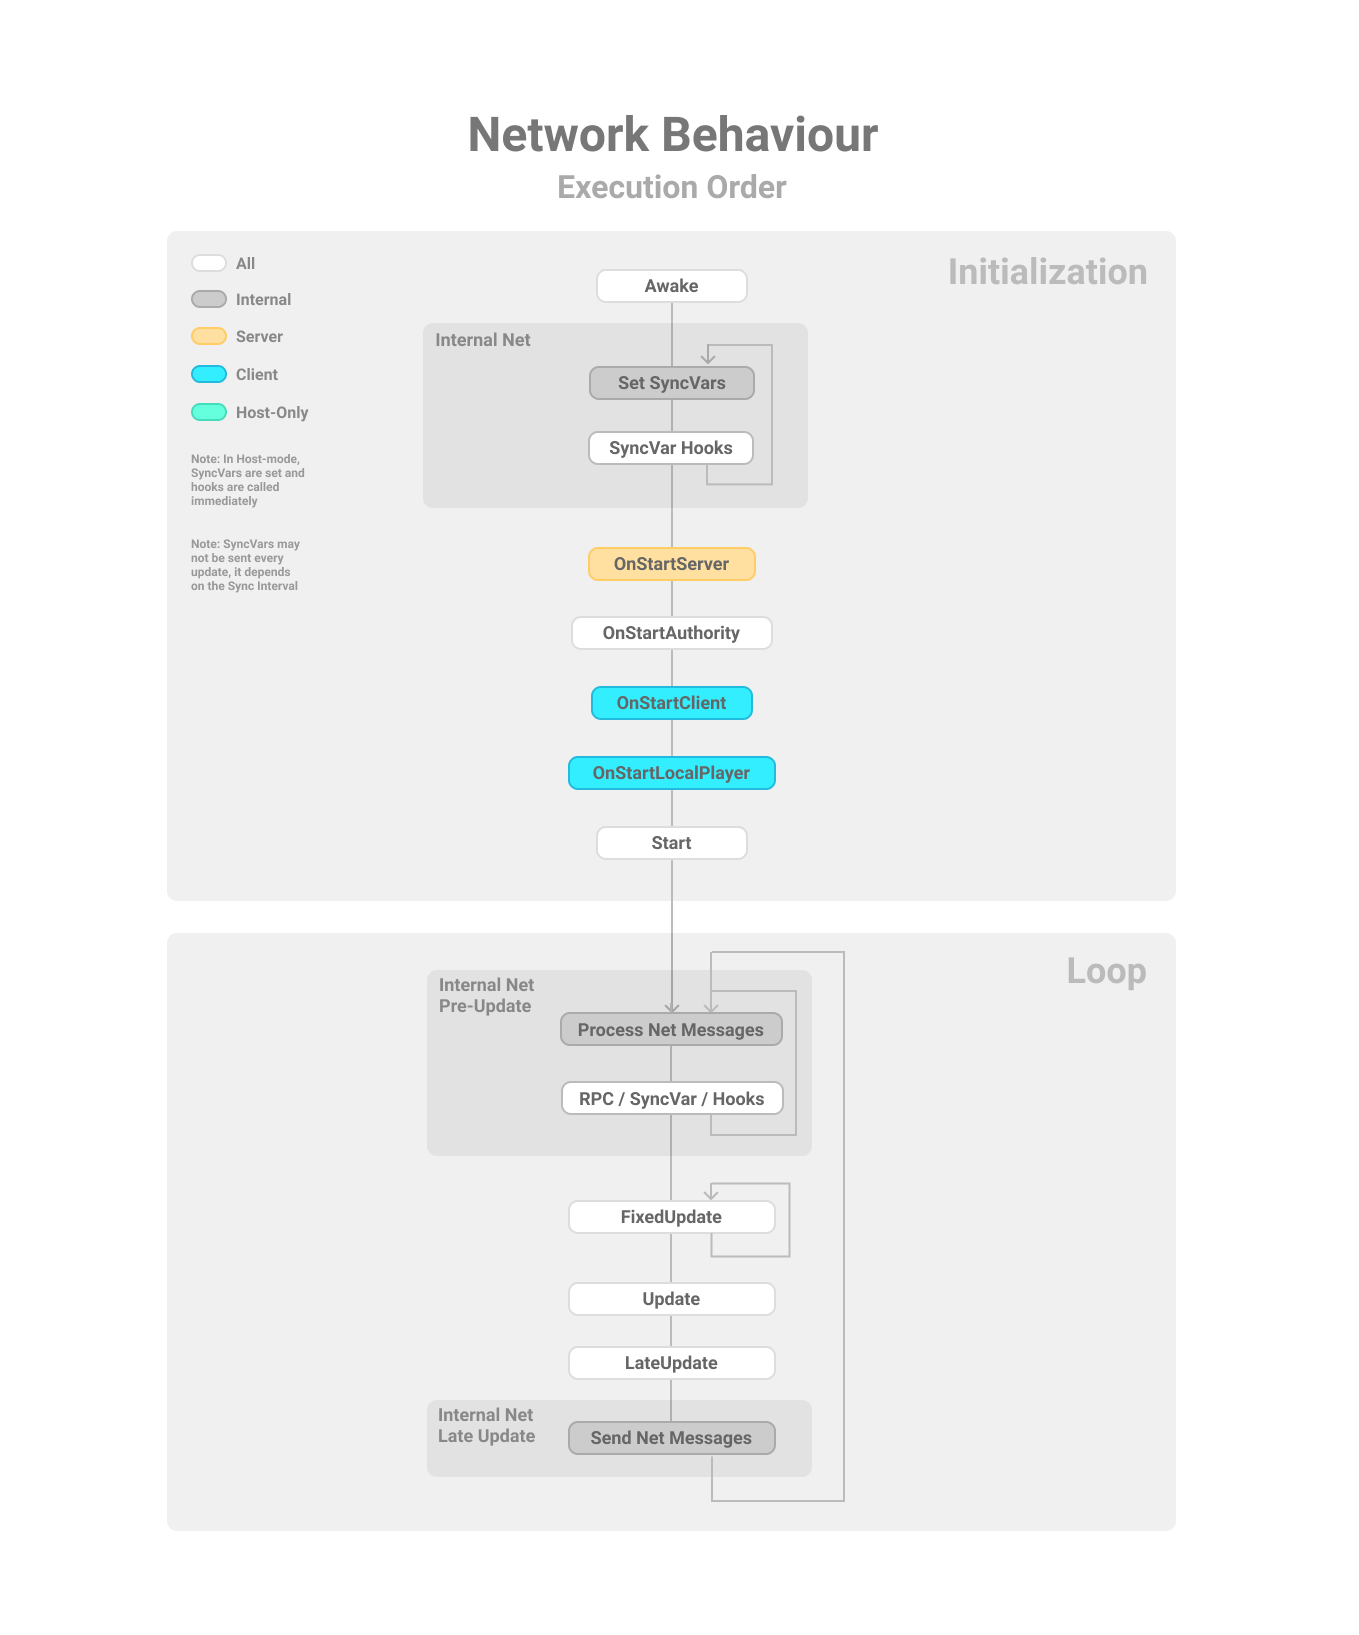 Network Behaviour
Execution Order
Initialization
All
Internal
Server
Client
Host-Only
Note: In Host-mode,
SyncVars are set and
hooks are called
immediately
Note: SyncVars may
not be sent every
update, it depends
on the Sync Interval
Awake
Internal Net
Set SyncVars
SyncVar Hooks
OnStartServer
OnStartAuthority
OnStartClient
OnStartLocalPlayer
Start
Loop
Internal Net
Pre-Update
Process Net Messages
RPC / SyncVar / Hooks
FixedUpdate
Update
LateUpdate
Internal Net
Late Update
Send Net Messages